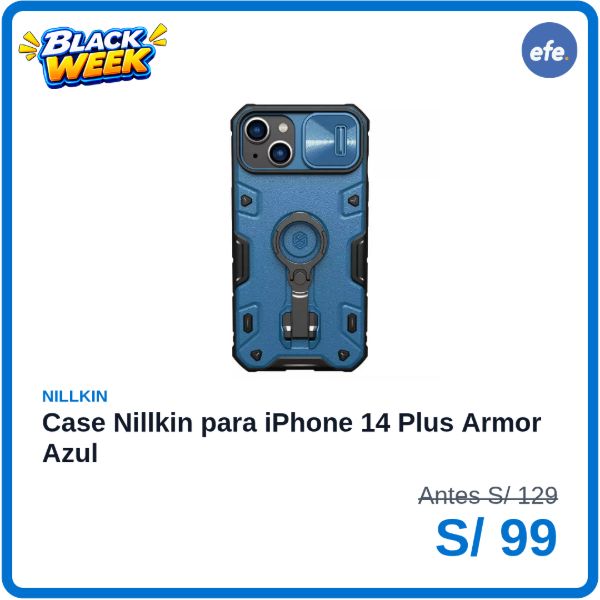 BLACK
WEEK
efe.
NILLKIN
Case Nillkin para iPhone 14 Plus Armor
Azul
Antes S/ 129
S/ 99